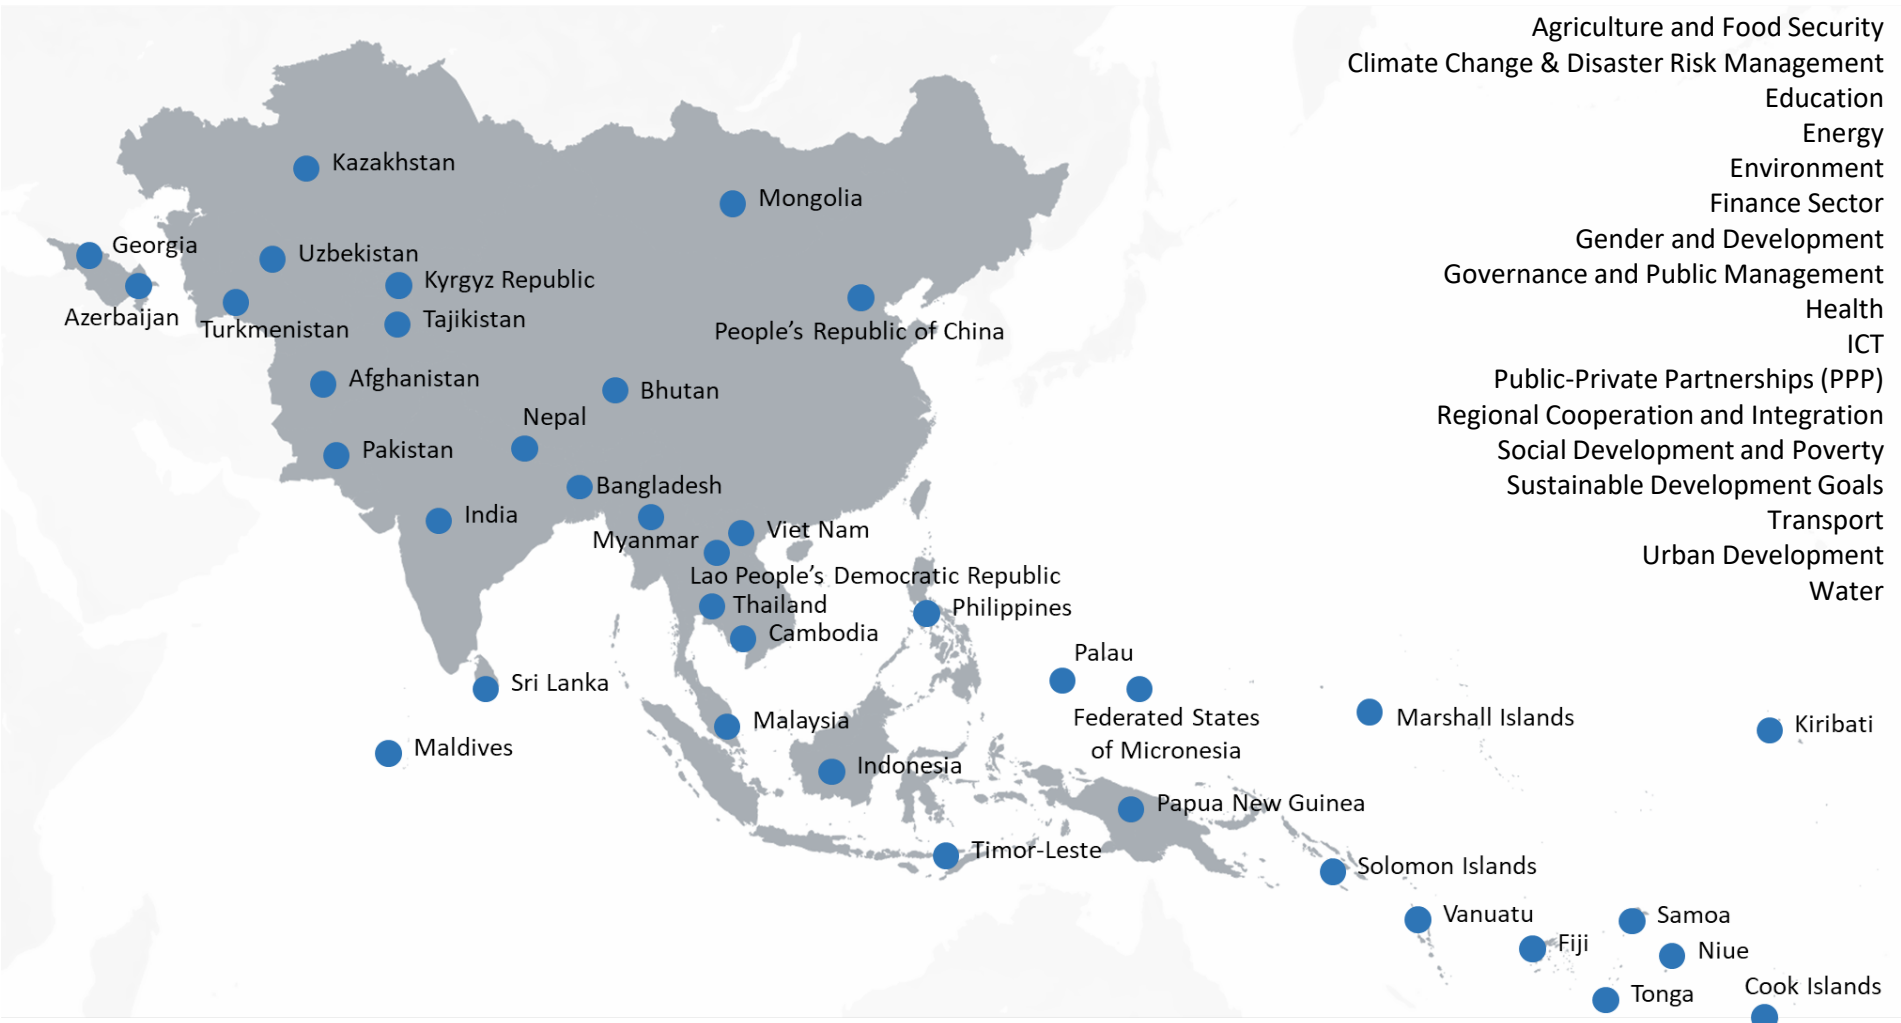 Agriculture and Food Security
Climate Change & Disaster Risk Management
Education
Energy
Environment
Finance Sector
Gender and Development
Governance and Public Management
Health
ICT
Public-Private Partnerships (PPP)
Regional Cooperation and Integration
Social Development and Poverty
Sustainable Development Goals
Transport
Urban Development
Water
Kazakhstan
Mongolia
Georgia
Uzbekistan
Kyrgyz Republic
Azerbaijan
Turkmenistan
Tajikistan
People's Republic of China
Afghanistan
Bhutan
Nepal
Pakistan
Bangladesh
India
Viet Nam
Myanmar
Lao People's Democratic Republic
Thailand
Philippines
Cambodia
Palau
Sri Lanka
Federated States
of Micronesia
Marshall Islands
Malaysia
Kiribati
Maldives
Indonesia
Papua New Guinea
Timor-Leste
Solomon Islands
Vanuatu
Samoa
Fiji
Niue
Cook Islands
Tonga